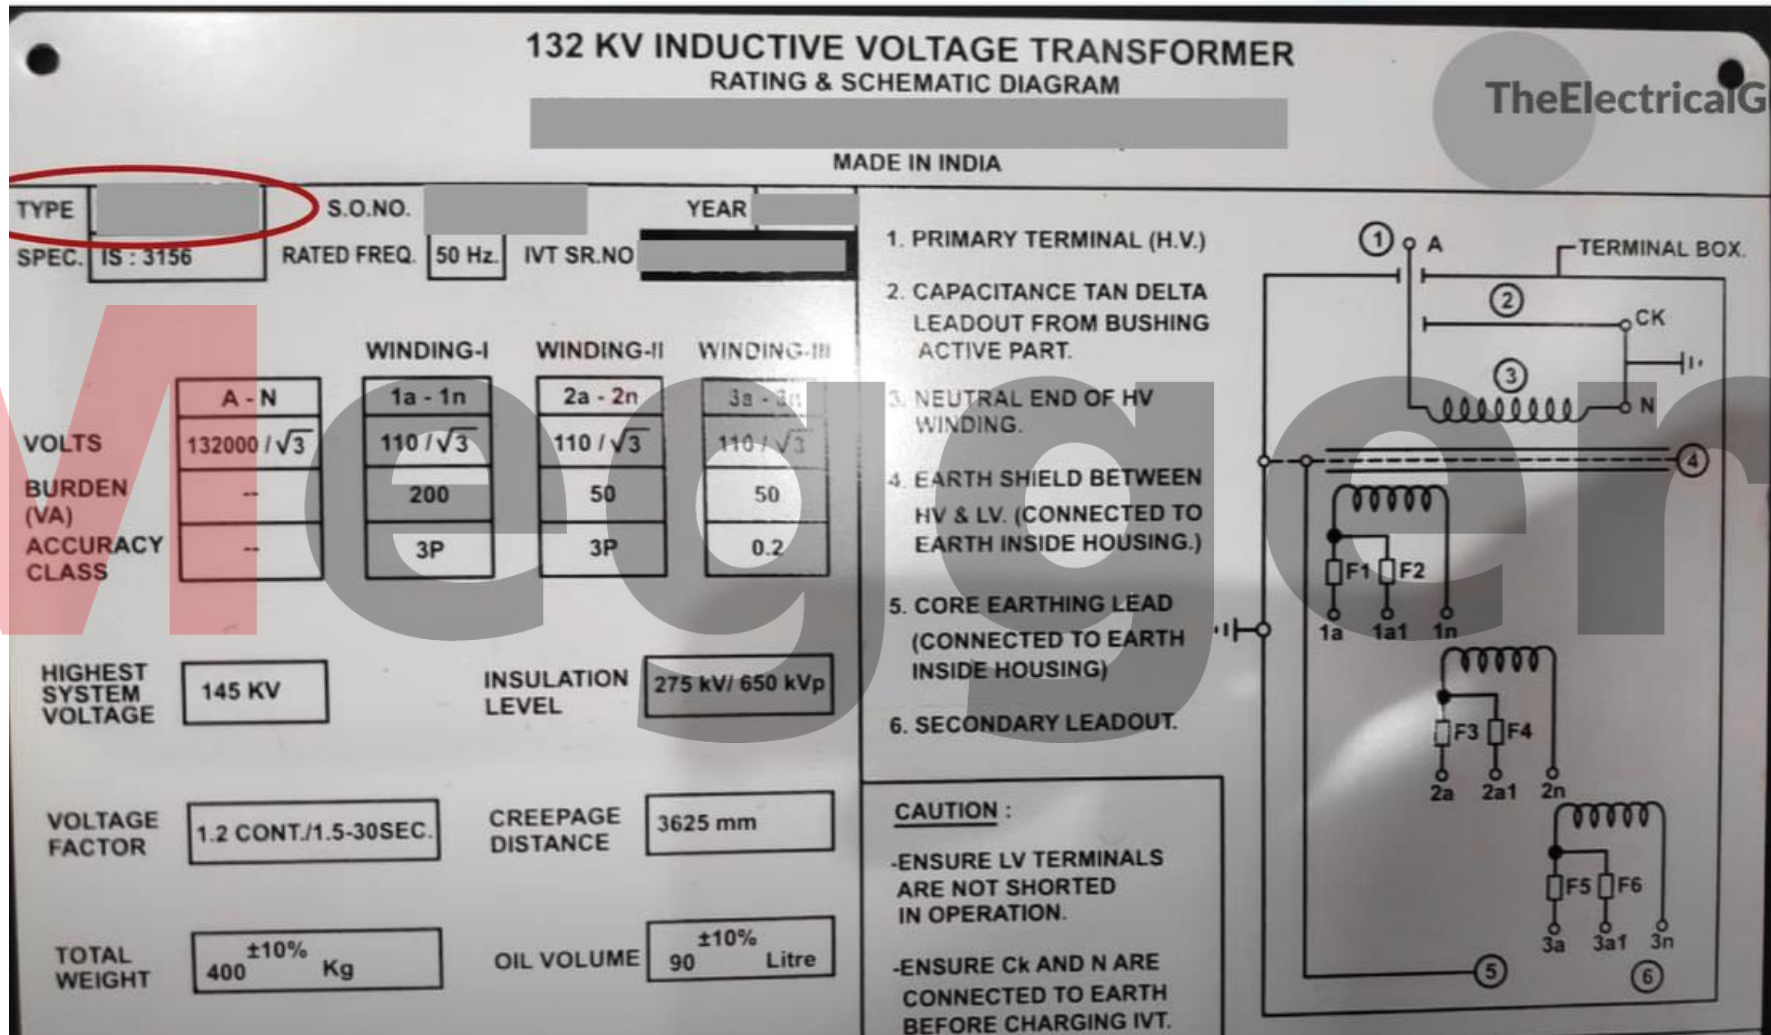 132 KV INDUCTIVE VOLTAGE TRANSFORMER
RATING & SCHEMATIC DIAGRAM
TheElectricalG
MADE IN INDIA
TYPE S.O.NO. YEAR
SPEC. IS : 3156 RATED FREQ. 50 Hz. IVT SR.NO
WINDING-I WINDING-II WINDING-III
A - N 1a - 1n 2a - 2n 3a - 3n
VOLTS 132000 / √3 110 / √3 110 / √3 110 / √3
BURDEN (VA) -- 200 50 50
ACCURACY CLASS -- 3P 3P 0.2
HIGHEST SYSTEM VOLTAGE 145 KV
INSULATION LEVEL 275 kV/ 650 kVp
VOLTAGE FACTOR 1.2 CONT./1.5-30SEC.
CREEPAGE DISTANCE 3625 mm
TOTAL WEIGHT 400 ±10% Kg
OIL VOLUME 90 ±10% Litre
1. PRIMARY TERMINAL (H.V.)
2. CAPACITANCE TAN DELTA
LEADOUT FROM BUSHING
ACTIVE PART.
3. NEUTRAL END OF HV
WINDING.
4. EARTH SHIELD BETWEEN
HV & LV. (CONNECTED TO
EARTH INSIDE HOUSING.)
5. CORE EARTHING LEAD
(CONNECTED TO EARTH
INSIDE HOUSING)
6. SECONDARY LEADOUT.
CAUTION :
-ENSURE LV TERMINALS
ARE NOT SHORTED
IN OPERATION.
-ENSURE Ck AND N ARE
CONNECTED TO EARTH
BEFORE CHARGING IVT.
1 A TERMINAL BOX.
2 CK
3 N
4
F1 F2
1a 1a1 1n
F3 F4
2a 2a1 2n
F5 F6
3a 3a1 3n
5 6
Megger